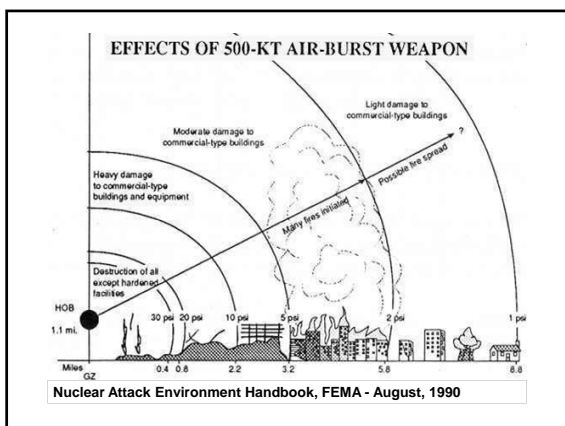 EFFECTS OF 500-KT AIR-BURST WEAPON
Light damage to
commercial-type buildings
Moderate damage to
commercial-type buildings
?
Possible fire spread
Heavy damage
to commercial-type
buildings and equipment
Many fires initiated
Destruction of all
except hardened
facilities
HOB
1.1 mi.
30 psi
20 psi
10 psi
5 psi
2 psi
1 psi
Miles
GZ
0.4
0.8
2.2
3.2
5.8
8.8
Nuclear Attack Environment Handbook, FEMA - August, 1990